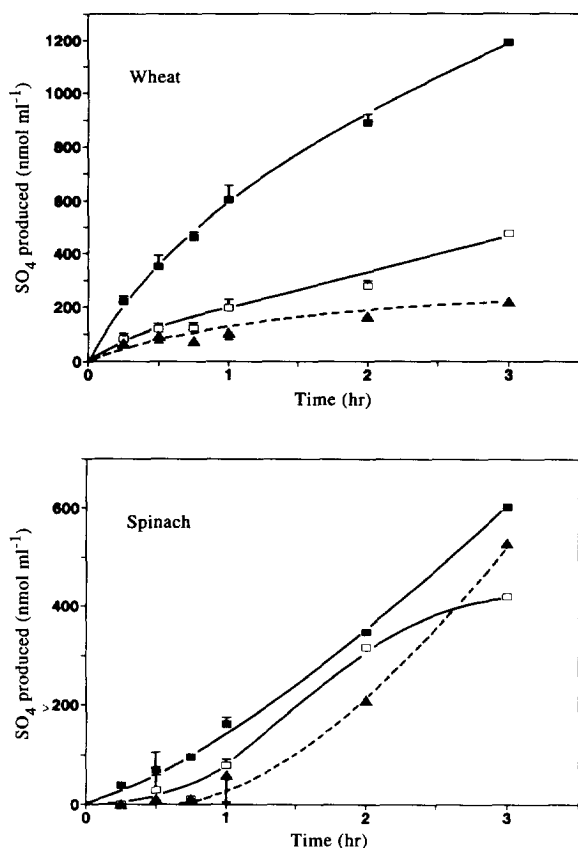 1200
1000
800
600
400
200
0
SO₄ produced (nmol ml⁻¹)
Wheat
0 1 2 3
Time (hr)
600
400
200
0
SO₄ produced (nmol ml⁻¹)
Spinach
0 1 2 3
Time (hr)